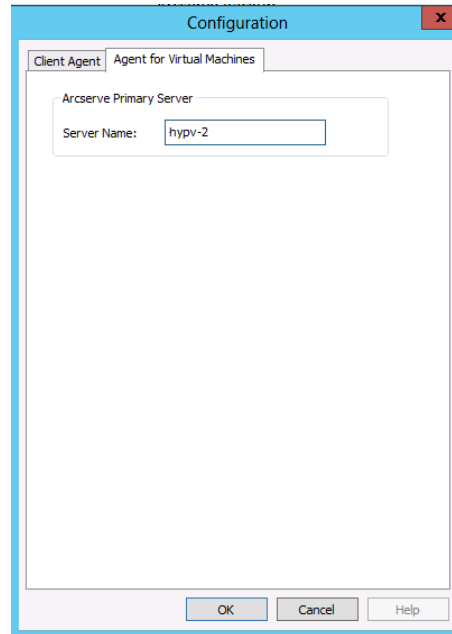 Configuration
x
Client Agent
Agent for Virtual Machines
Arcserve Primary Server
Server Name:
hypv-2
OK
Cancel
Help